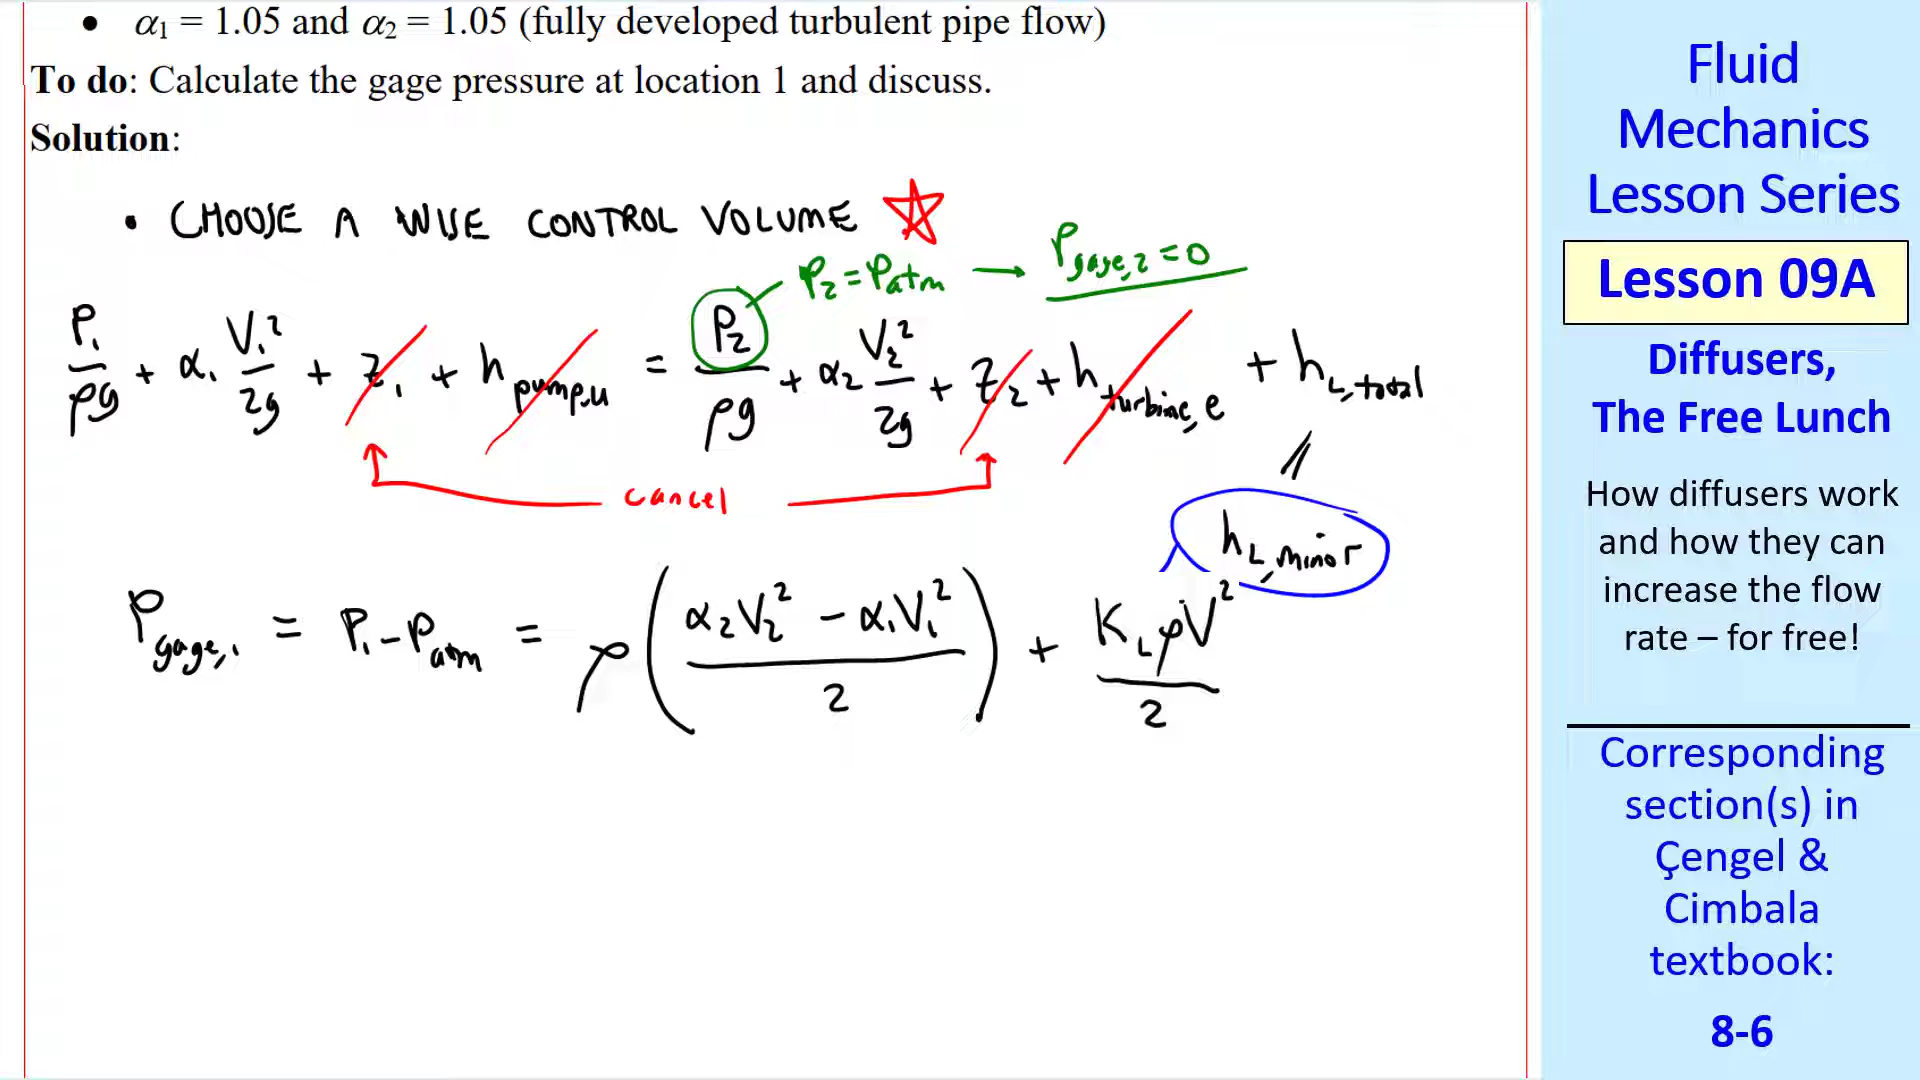 • α1 = 1.05 and α2 = 1.05 (fully developed turbulent pipe flow)
To do: Calculate the gage pressure at location 1 and discuss.
Solution:
• CHOOSE A WISE CONTROL VOLUME
P2 = Patm → Pgage,2 = 0
P1/ρg + α1 V1²/2g + z1 + hpump,u = P2/ρg + α2 V2²/2g + z2 + hturbine,e + hL,total
cancel
hL,minor
Pgage,1 = P1 - Patm = ρ( (α2V2² - α1V1²)/2 ) + KLρV²/2
Fluid
Mechanics
Lesson Series
Lesson 09A
Diffusers,
The Free Lunch
How diffusers work
and how they can
increase the flow
rate – for free!
Corresponding
section(s) in
Çengel &
Cimbala
textbook:
8-6